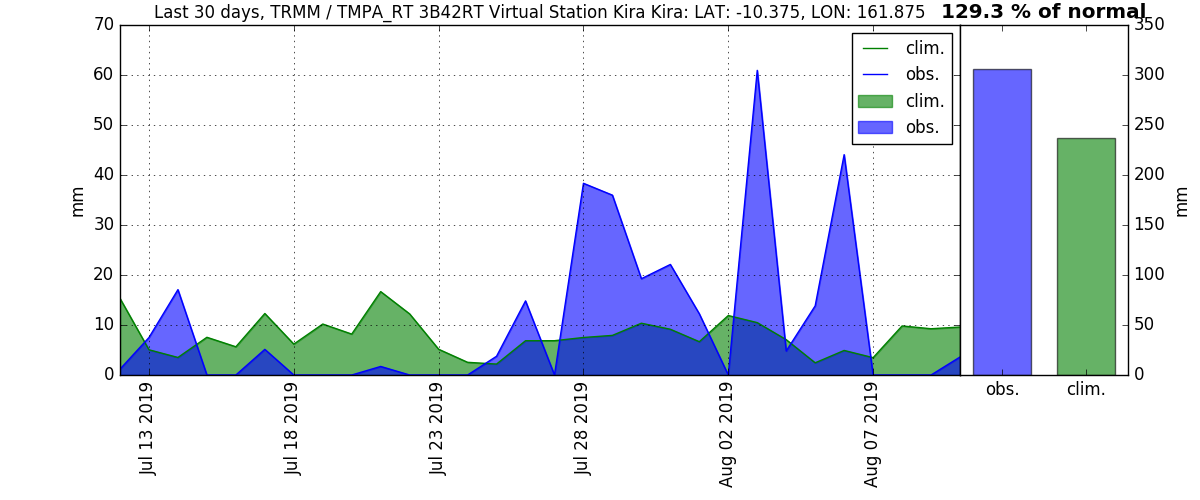 Last 30 days, TRMM / TMPA_RT 3B42RT Virtual Station Kira Kira: LAT: -10.375, LON: 161.875 129.3 % of normal
70
60
50
40
30
20
10
0
mm
clim.
obs.
clim.
obs.
Jul 13 2019
Jul 18 2019
Jul 23 2019
Jul 28 2019
Aug 02 2019
Aug 07 2019
350
300
250
200
150
100
50
0
mm
obs.
clim.